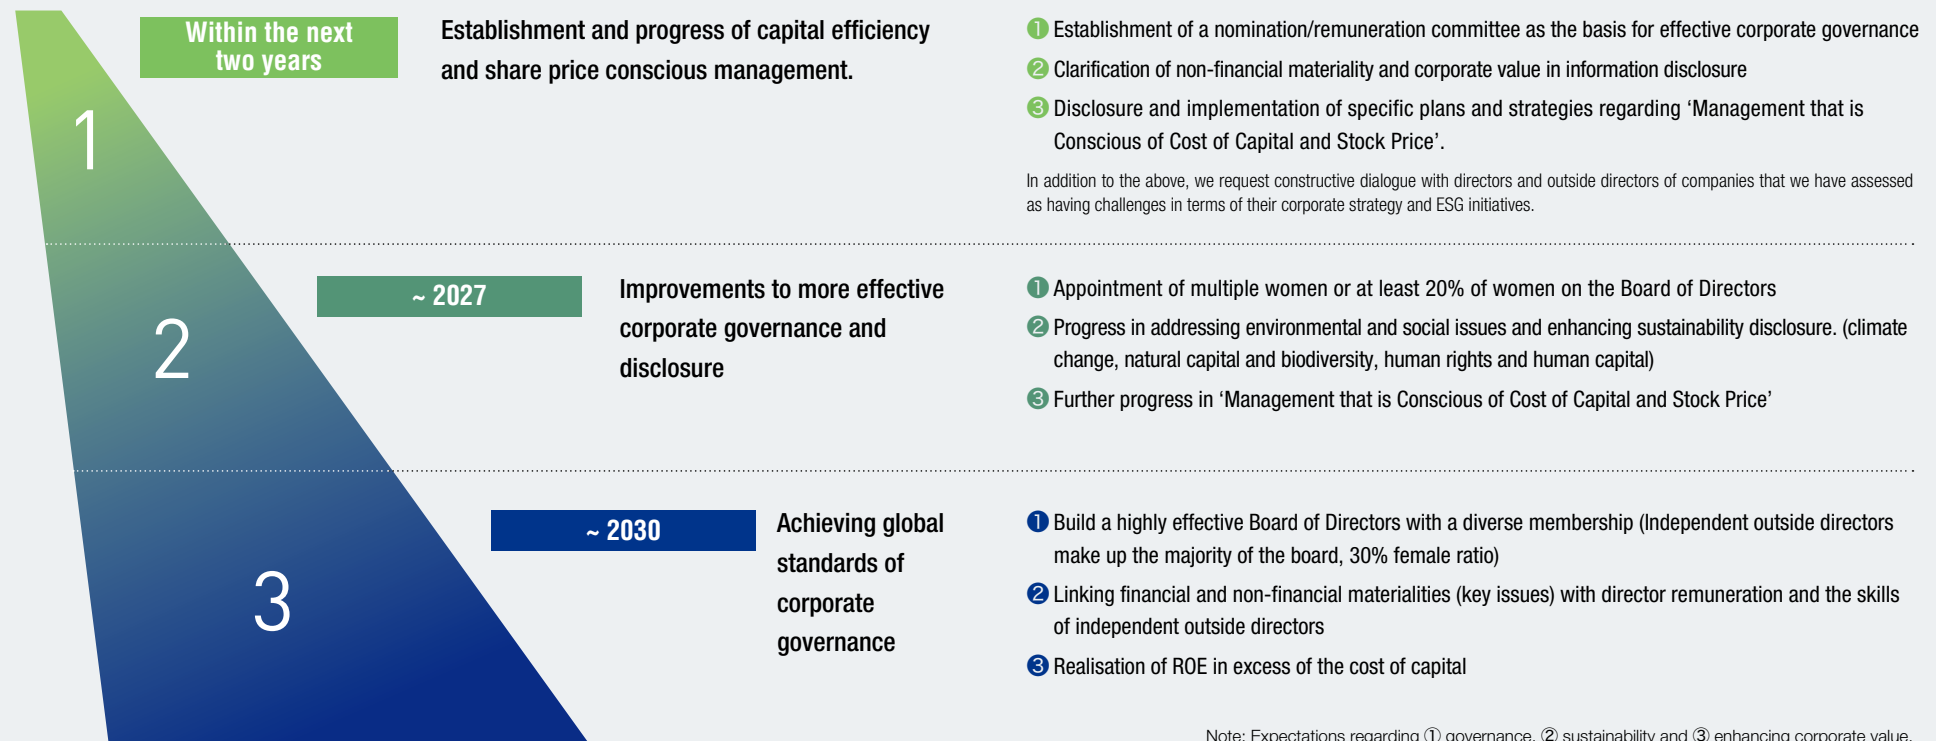 Within the next
two years
Establishment and progress of capital efficiency
and share price conscious management.
1
① Establishment of a nomination/remuneration committee as the basis for effective corporate governance
② Clarification of non-financial materiality and corporate value in information disclosure
③ Disclosure and implementation of specific plans and strategies regarding ‘Management that is
Conscious of Cost of Capital and Stock Price’.
In addition to the above, we request constructive dialogue with directors and outside directors of companies that we have assessed
as having challenges in terms of their corporate strategy and ESG initiatives.
2
~ 2027
Improvements to more effective
corporate governance and
disclosure
① Appointment of multiple women or at least 20% of women on the Board of Directors
② Progress in addressing environmental and social issues and enhancing sustainability disclosure. (climate
change, natural capital and biodiversity, human rights and human capital)
③ Further progress in ‘Management that is Conscious of Cost of Capital and Stock Price’
3
~ 2030
Achieving global
standards of
corporate
governance
① Build a highly effective Board of Directors with a diverse membership (Independent outside directors
make up the majority of the board, 30% female ratio)
② Linking financial and non-financial materialities (key issues) with director remuneration and the skills
of independent outside directors
③ Realisation of ROE in excess of the cost of capital
Note: Expectations regarding ① governance, ② sustainability and ③ enhancing corporate value.